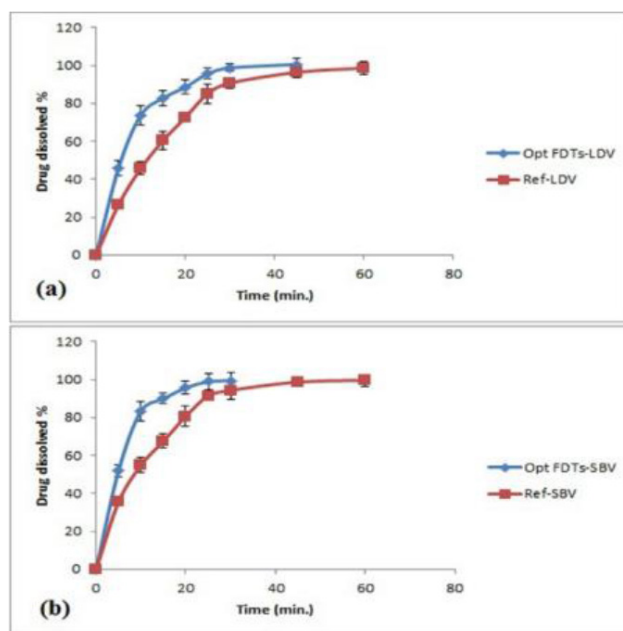 120
100
80
60
40
20
0
Drug dissolved %
0 20 40 60 80
Time (min.)
Opt FDTs-LDV
Ref-LDV
(a)
120
100
80
60
40
20
0
Drug dissolved %
0 20 40 60 80
Time (min.)
Opt FDTs-SBV
Ref-SBV
(b)